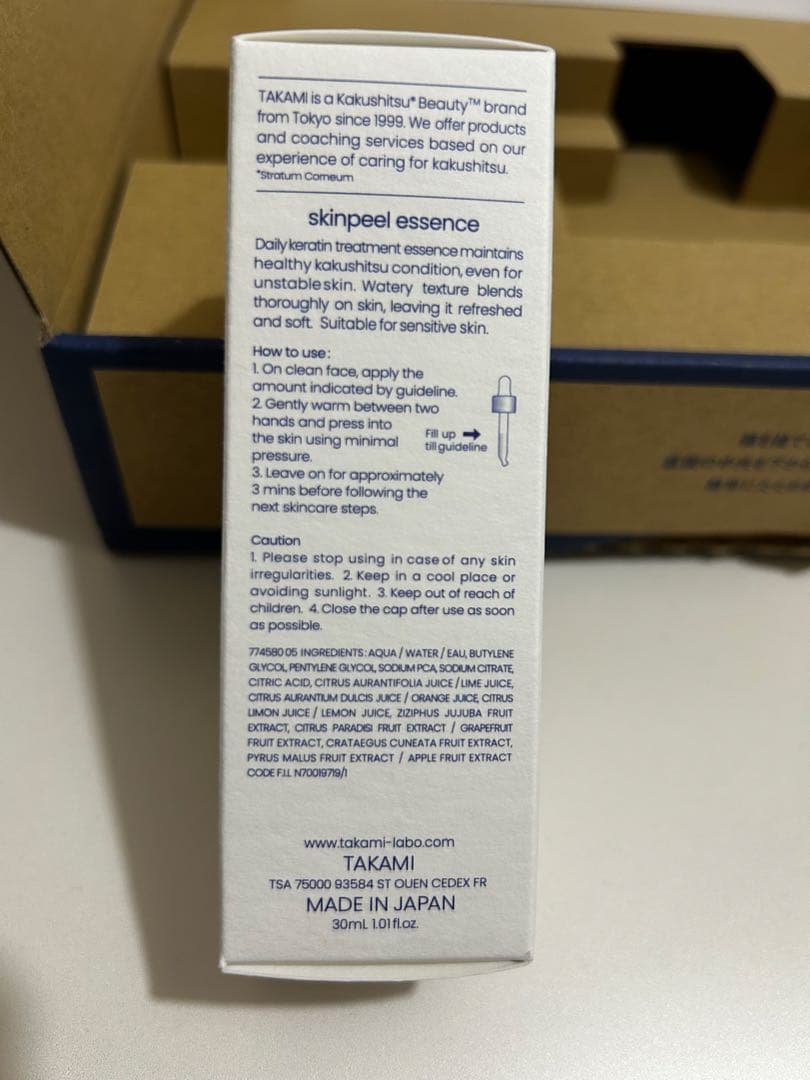 TAKAMI is a Kakushitsu* Beauty™ brand
from Tokyo since 1999. We offer products
and coaching services based on our
experience of caring for kakushitsu.
*Stratum Corneum
skinpeel essence
Daily keratin treatment essence maintains
healthy kakushitsu condition, even for
unstable skin. Watery texture blends
thoroughly on skin, leaving it refreshed
and soft. Suitable for sensitive skin.
How to use:
1. On clean face, apply the
amount indicated by guideline.
2. Gently warm between two
hands and press into
the skin using minimal
pressure.
3. Leave on for approximately
3 mins before following the
next skincare steps.
Fill up
till guideline
Caution
1. Please stop using in case of any skin
irregularities. 2. Keep in a cool place or
avoiding sunlight. 3. Keep out of reach of
children. 4. Close the cap after use as soon
as possible.
774580 05 INGREDIENTS: AQUA / WATER / EAU, BUTYLENE
GLYCOL, PENTYLENE GLYCOL, SODIUM PCA, SODIUM CITRATE,
CITRIC ACID, CITRUS AURANTIFOLIA JUICE / LIME JUICE,
CITRUS AURANTIUM DULCIS JUICE / ORANGE JUICE, CITRUS
LIMON JUICE / LEMON JUICE, ZIZIPHUS JUJUBA FRUIT
EXTRACT, CITRUS PARADISI FRUIT EXTRACT / GRAPEFRUIT
FRUIT EXTRACT, CRATAEGUS CUNEATA FRUIT EXTRACT,
PYRUS MALUS FRUIT EXTRACT / APPLE FRUIT EXTRACT
CODE F.I.L N70019719/1
www.takami-labo.com
TAKAMI
TSA 75000 93584 ST OUEN CEDEX FR
MADE IN JAPAN
30mL 1.01 fl.oz.